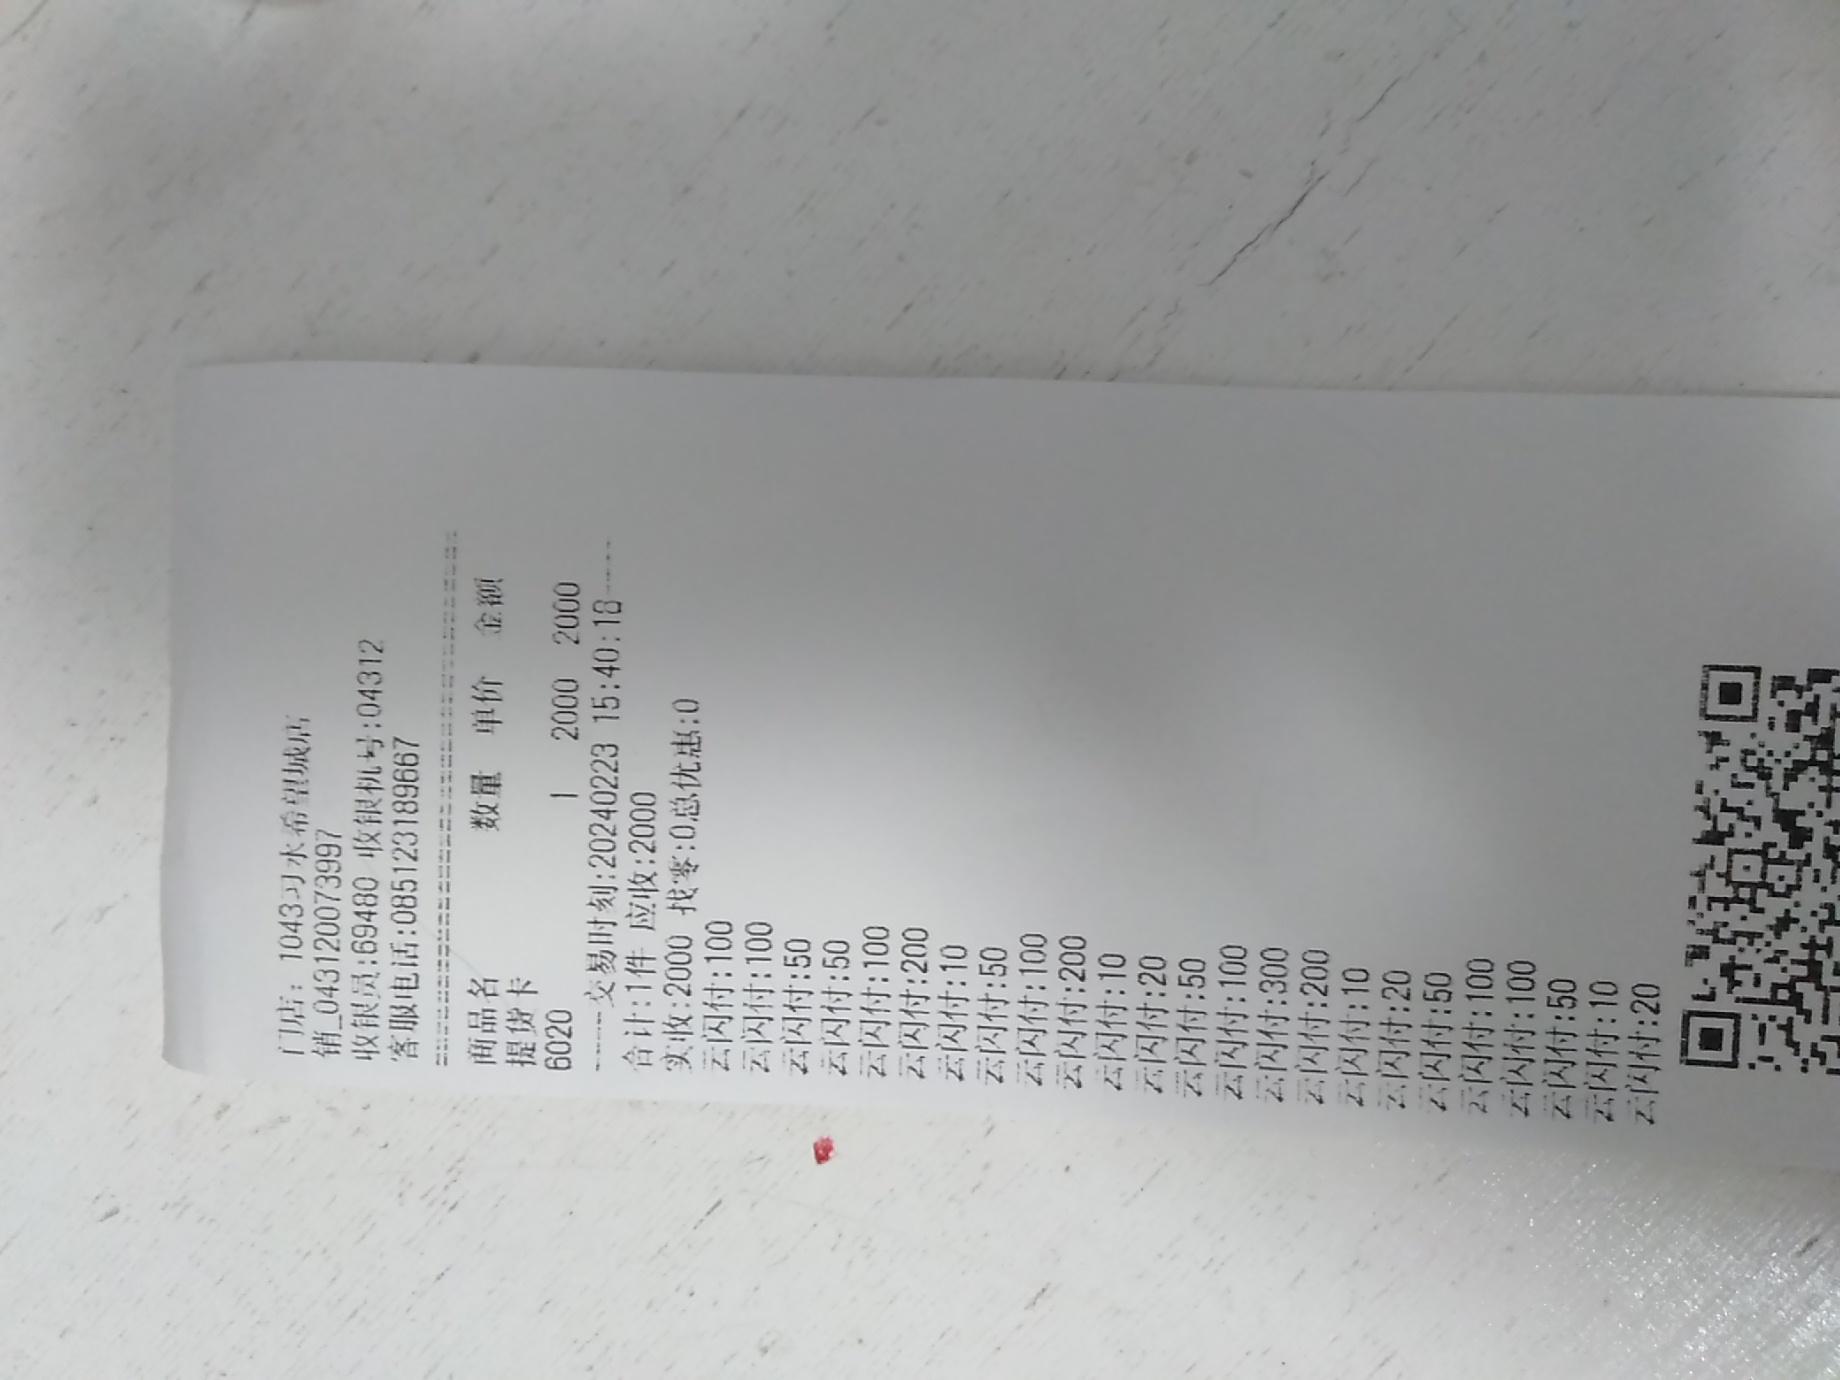 门店: 1043习水希望城店
销_043120073997
收银员:69480 收银机号:04312
客服电话:085123189667
商品名 数量 单价 金额
提货卡
6020 1 2000 2000
-----交易时刻:20240223 15:40:18-----
合计:1件 应收:2000
实收:2000 找零:0总优惠:0
云闪付:100
云闪付:100
云闪付:50
云闪付:50
云闪付:100
云闪付:200
云闪付:10
云闪付:50
云闪付:100
云闪付:200
云闪付:10
云闪付:20
云闪付:50
云闪付:100
云闪付:300
云闪付:200
云闪付:10
云闪付:20
云闪付:50
云闪付:100
云闪付:100
云闪付:50
云闪付:10
云闪付:20